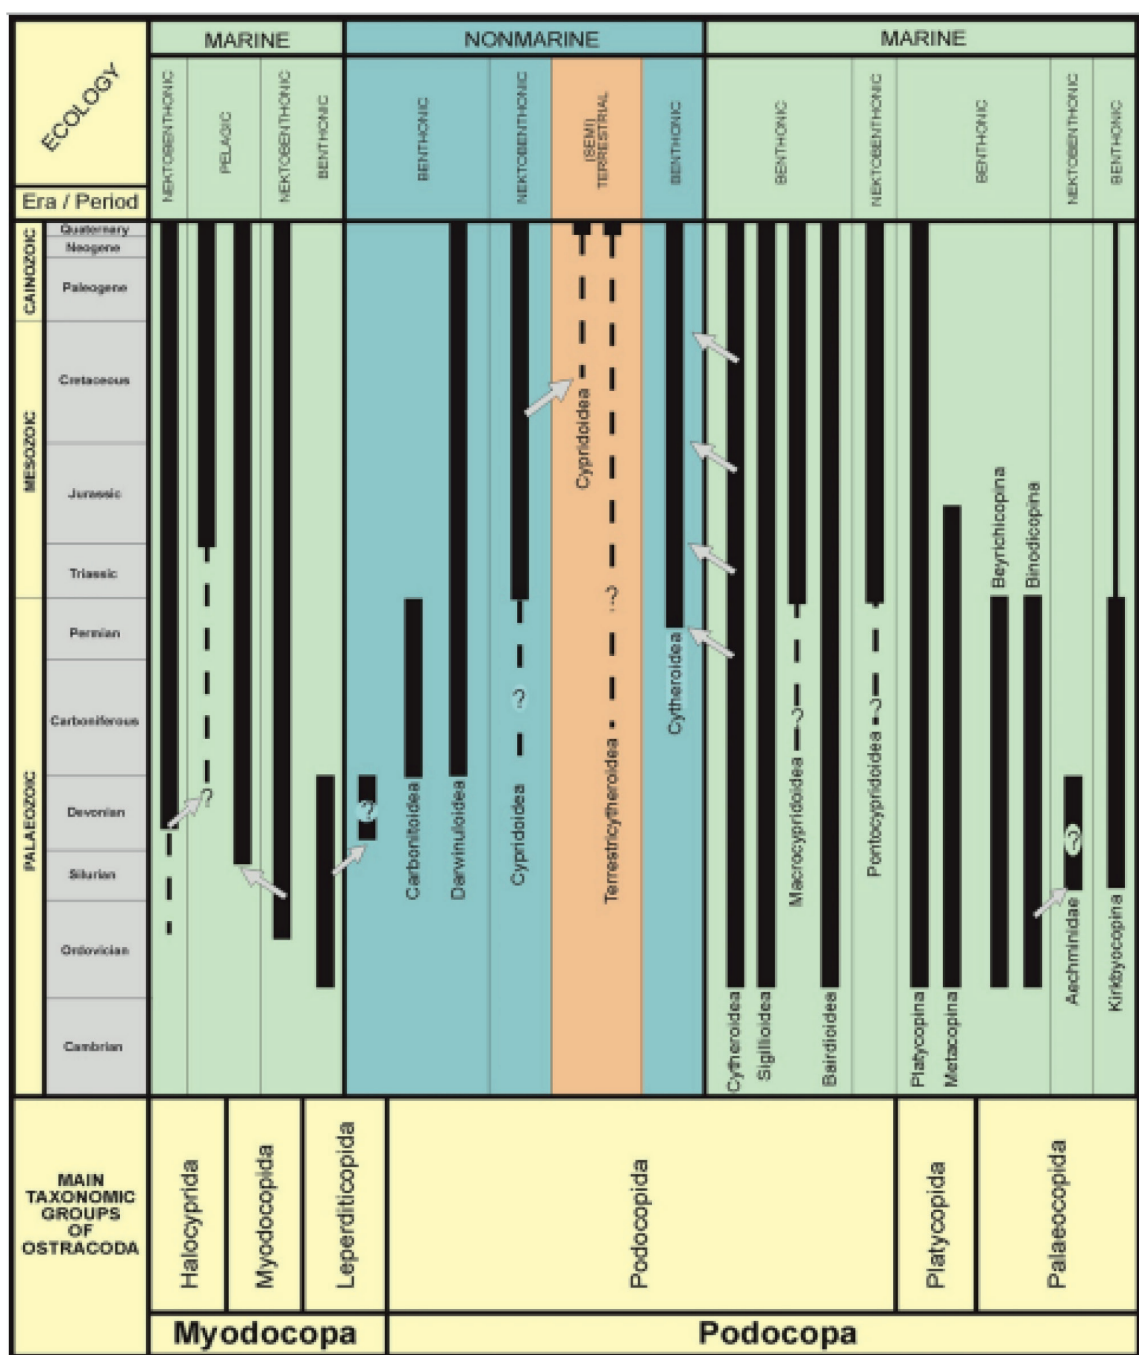 ECOLOGY
MARINE
NONMARINE
MARINE
NEKTOBENTHONIC
PELAGIC
NEKTOBENTHONIC
BENTHONIC
BENTHONIC
NEKTOBENTHONIC
(SEMI)
TERRESTRIAL
BENTHONIC
BENTHONIC
NEKTOBENTHONIC
BENTHONIC
NEKTOBENTHONIC
BENTHONIC
Era / Period
CAINOZOIC
Quaternary
Neogene
Paleogene
MESOZOIC
Cretaceous
Jurassic
Triassic
PALAEOZOIC
Permian
Carboniferous
Devonian
Silurian
Ordovician
Cambrian
?
?
Carbonitoidea
Darwinuloidea
?
Cypridoidea
Cypridoidea
?
Terrestricytheroidea
Cytheroidea
Cytheroidea
Sigillioidea
?
Macrocypridoidea
Bairdioidea
?
Pontocypridoidea
Platycopina
Metacopina
Beyrichicopina
Binodicopina
?
Aechminidae
Kirkbyocopina
MAIN
TAXONOMIC
GROUPS
OF
OSTRACODA
Halocyprida
Myodocopida
Leperditicopida
Podocopida
Platycopida
Palaeocopida
Myodocopa
Podocopa